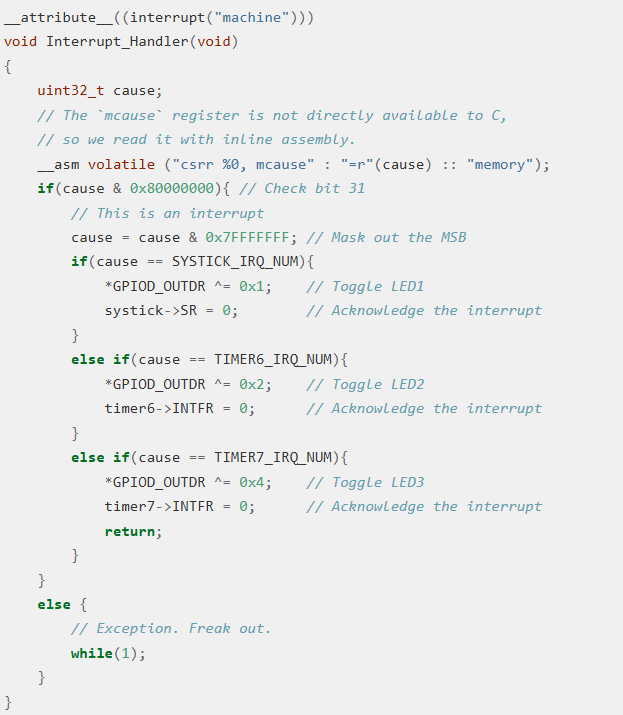 __attribute__((interrupt("machine")))
void Interrupt_Handler(void)
{
    uint32_t cause;
    // The `mcause` register is not directly available to C,
    // so we read it with inline assembly.
    __asm volatile ("csrr %0, mcause" : "=r"(cause) :: "memory");
    if(cause & 0x80000000){ // Check bit 31
        // This is an interrupt
        cause = cause & 0x7FFFFFFF; // Mask out the MSB
        if(cause == SYSTICK_IRQ_NUM){
            *GPIOD_OUTDR ^= 0x1;    // Toggle LED1
            systick->SR = 0;        // Acknowledge the interrupt
        }
        else if(cause == TIMER6_IRQ_NUM){
            *GPIOD_OUTDR ^= 0x2;    // Toggle LED2
            timer6->INTFR = 0;      // Acknowledge the interrupt
        }
        else if(cause == TIMER7_IRQ_NUM){
            *GPIOD_OUTDR ^= 0x4;    // Toggle LED3
            timer7->INTFR = 0;      // Acknowledge the interrupt
            return;
        }
    }
    else {
        // Exception. Freak out.
        while(1);
    }
}